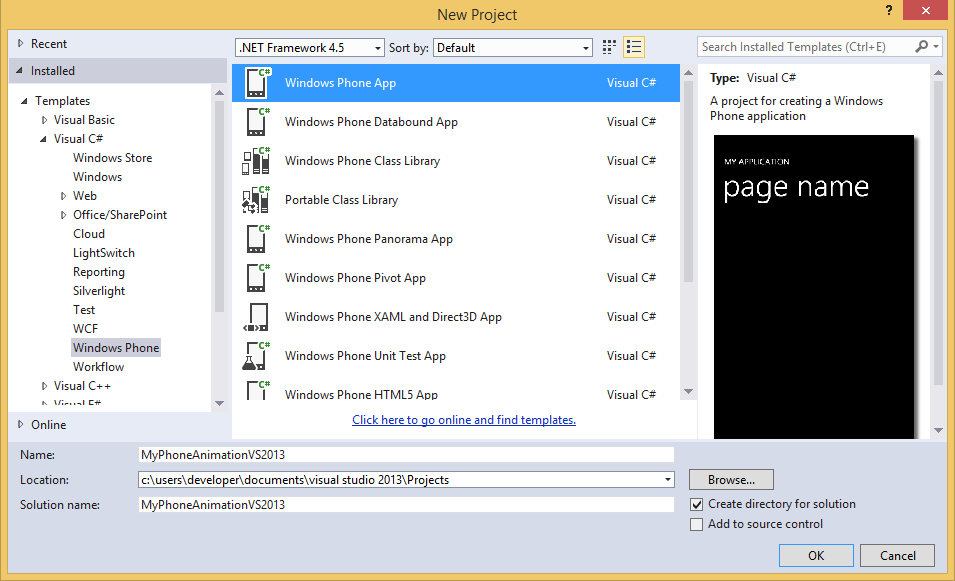 New Project
?
Recent
Installed
Templates
Visual Basic
Visual C#
Windows Store
Windows
Web
Office/SharePoint
Cloud
LightSwitch
Reporting
Silverlight
Test
WCF
Windows Phone
Workflow
Visual C++
Visual F#
Online
.NET Framework 4.5 Sort by: Default
C# Windows Phone App Visual C#
C# Windows Phone Databound App Visual C#
C# Windows Phone Class Library Visual C#
C# Portable Class Library Visual C#
C# Windows Phone Panorama App Visual C#
C# Windows Phone Pivot App Visual C#
Windows Phone XAML and Direct3D App Visual C#
C# Windows Phone Unit Test App Visual C#
C# Windows Phone HTML5 App Visual C#
Click here to go online and find templates.
Search Installed Templates (Ctrl+E)
Type: Visual C#
A project for creating a Windows
Phone application
MY APPLICATION
page name
Name: MyPhoneAnimationVS2013
Location: c:\users\developer\documents\visual studio 2013\Projects
Browse...
Solution name: MyPhoneAnimationVS2013
Create directory for solution
Add to source control
OK Cancel